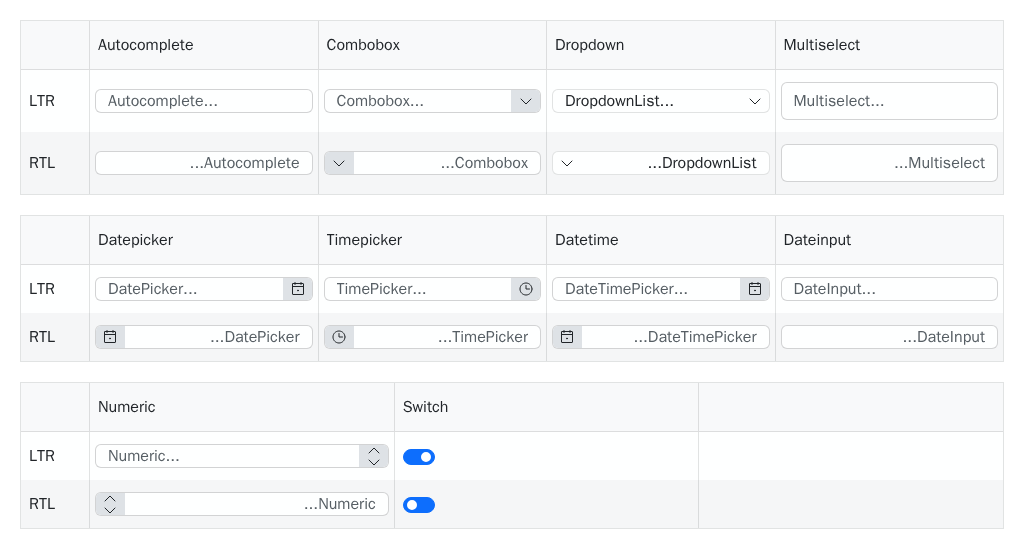 Autocomplete Combobox Dropdown Multiselect
LTR Autocomplete... Combobox... DropdownList... Multiselect...
RTL ...Autocomplete ...Combobox ...DropdownList ...Multiselect
Datepicker Timepicker Datetime Dateinput
LTR DatePicker... TimePicker... DateTimePicker... DateInput...
RTL ...DatePicker ...TimePicker ...DateTimePicker ...DateInput
Numeric Switch
LTR Numeric...
RTL ...Numeric